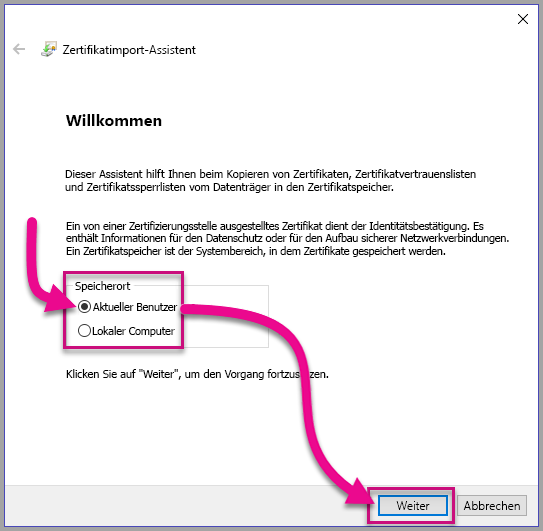 Zertifikatimport-Assistent
Willkommen
Dieser Assistent hilft Ihnen beim Kopieren von Zertifikaten, Zertifikatvertrauenslisten
und Zertifikatssperrlisten vom Datenträger in den Zertifikatspeicher.
Ein von einer Zertifizierungsstelle ausgestelltes Zertifikat dient der Identitätsbestätigung. Es
enthält Informationen für den Datenschutz oder für den Aufbau sicherer Netzwerkverbindungen.
Ein Zertifikatspeicher ist der Systembereich, in dem Zertifikate gespeichert werden.
Speicherort
Aktueller Benutzer
Lokaler Computer
Klicken Sie auf "Weiter", um den Vorgang fortzusetzen.
Weiter
Abbrechen